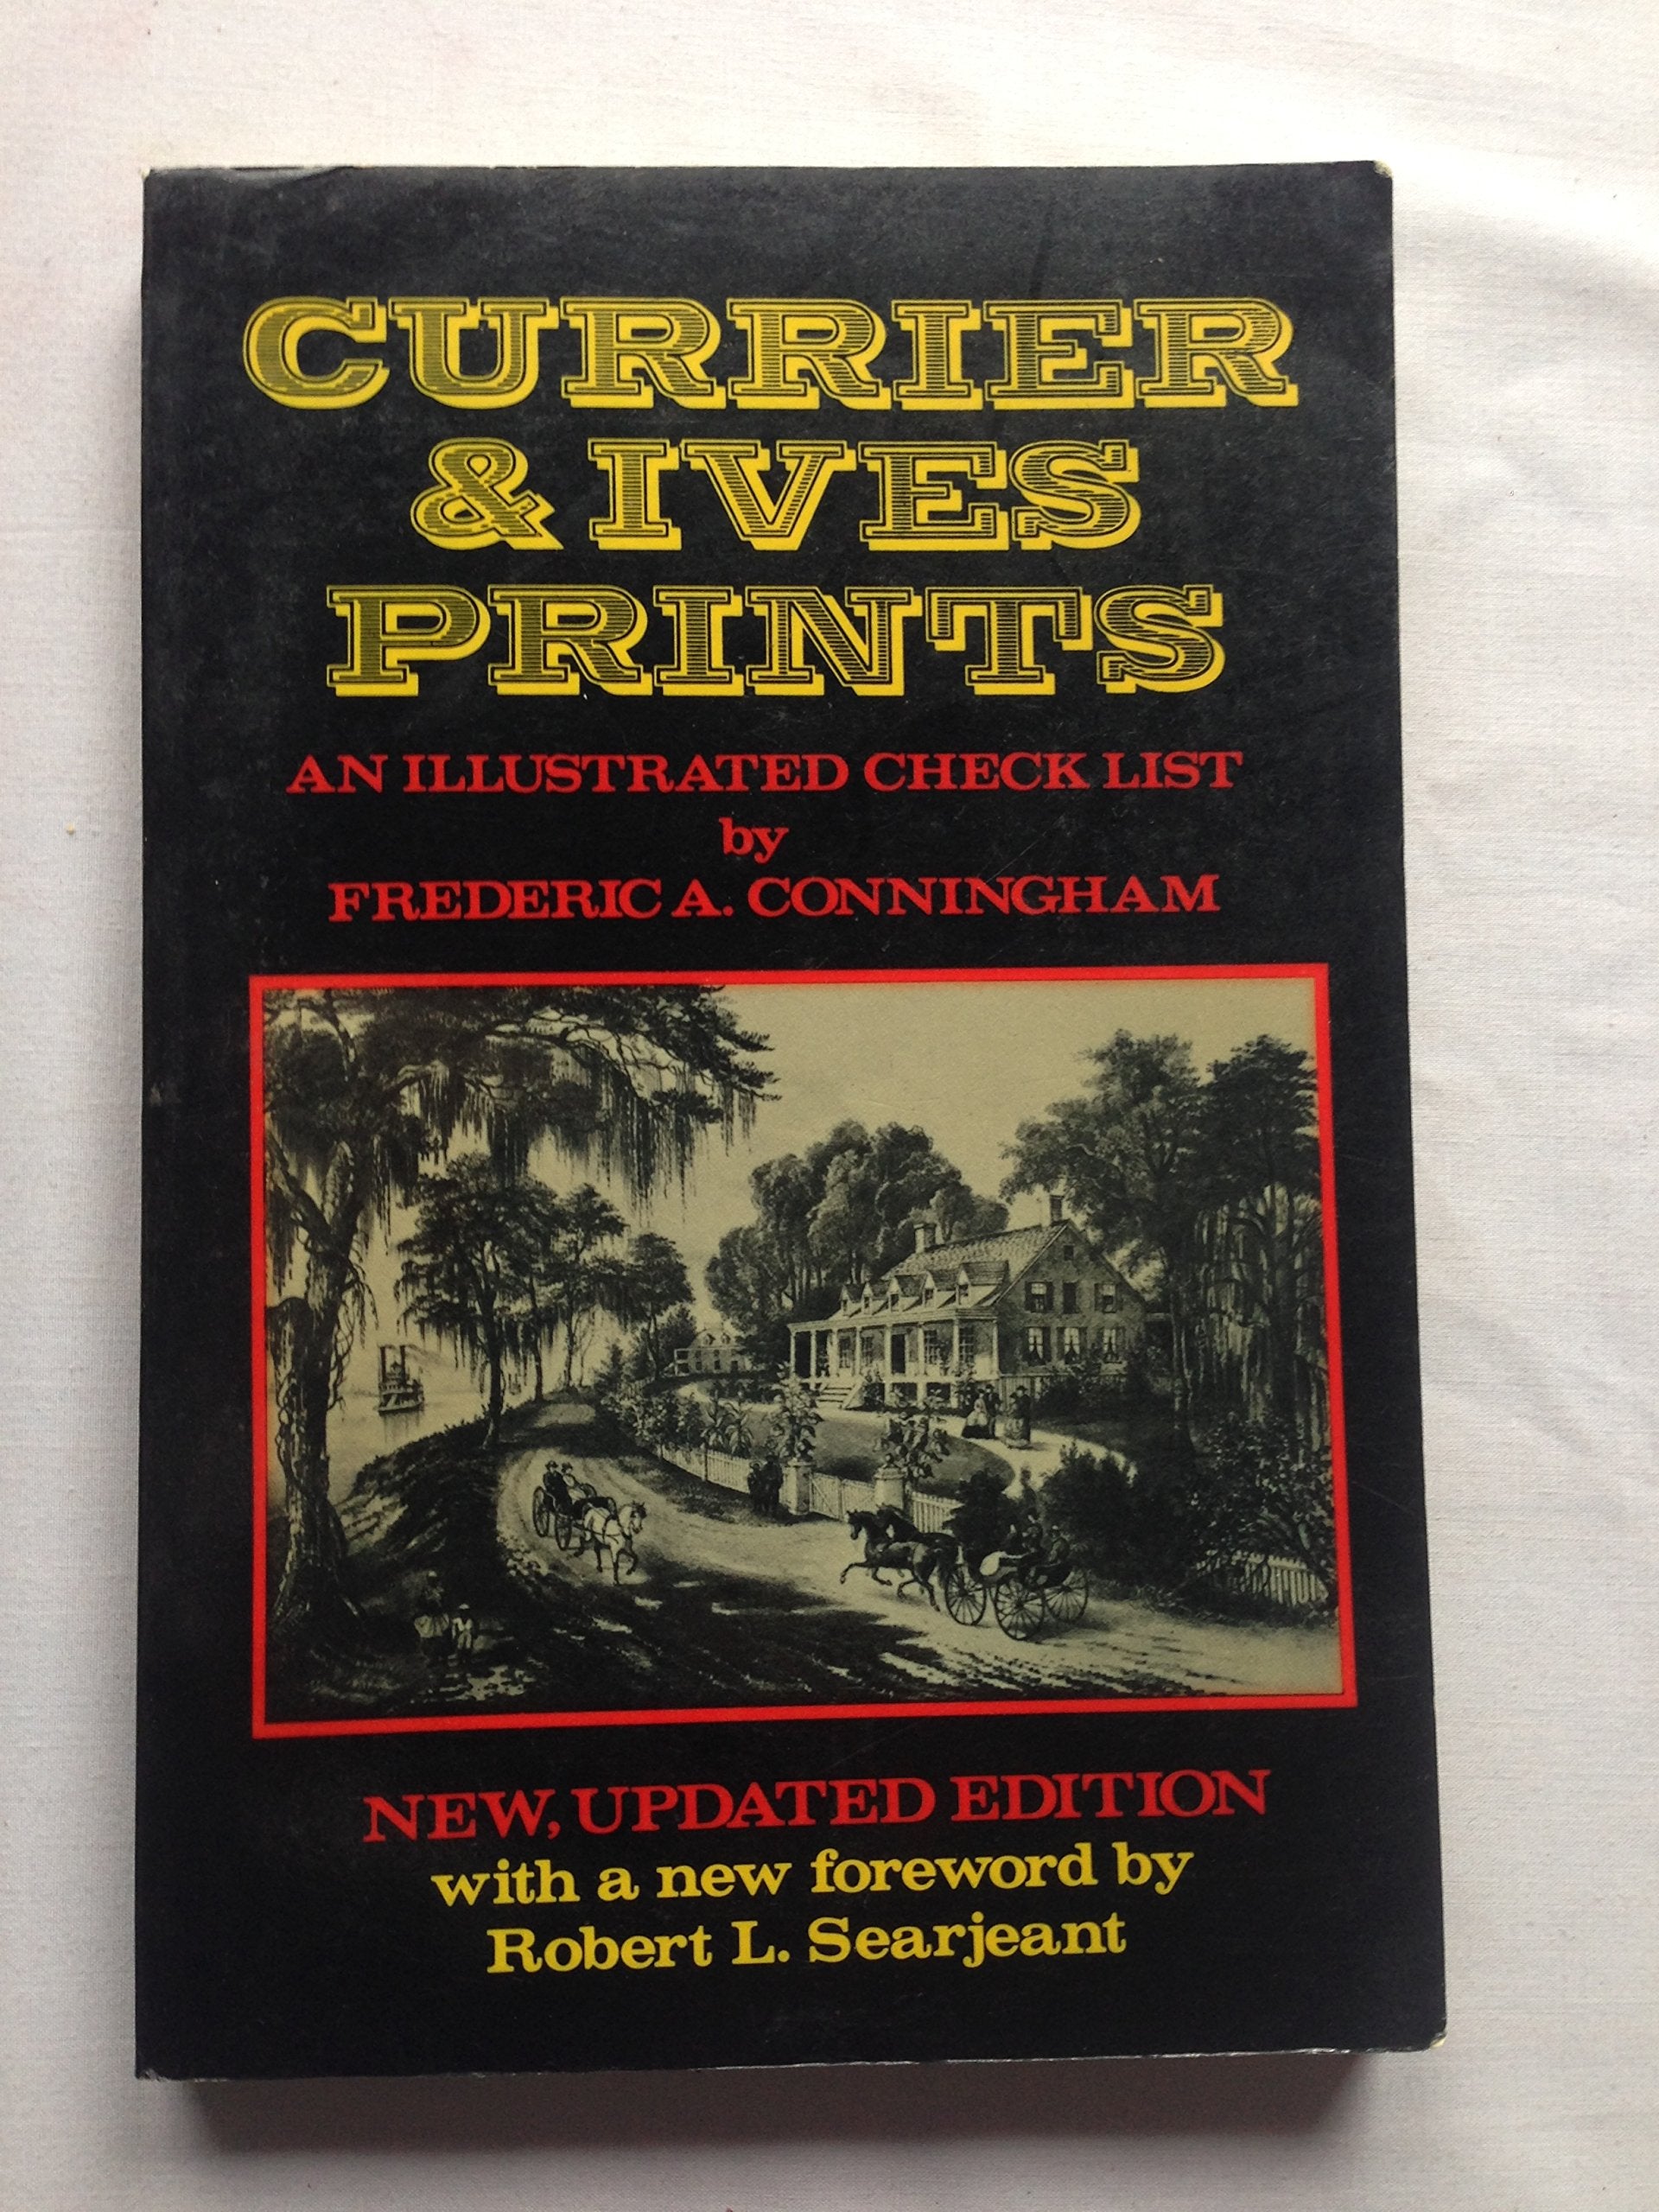 CURRIER
& IVES
PRINTS
AN ILLUSTRATED CHECK LIST
by
FREDERIC A. CONNINGHAM
NEW, UPDATED EDITION
with a new foreword by
Robert L. Searjeant